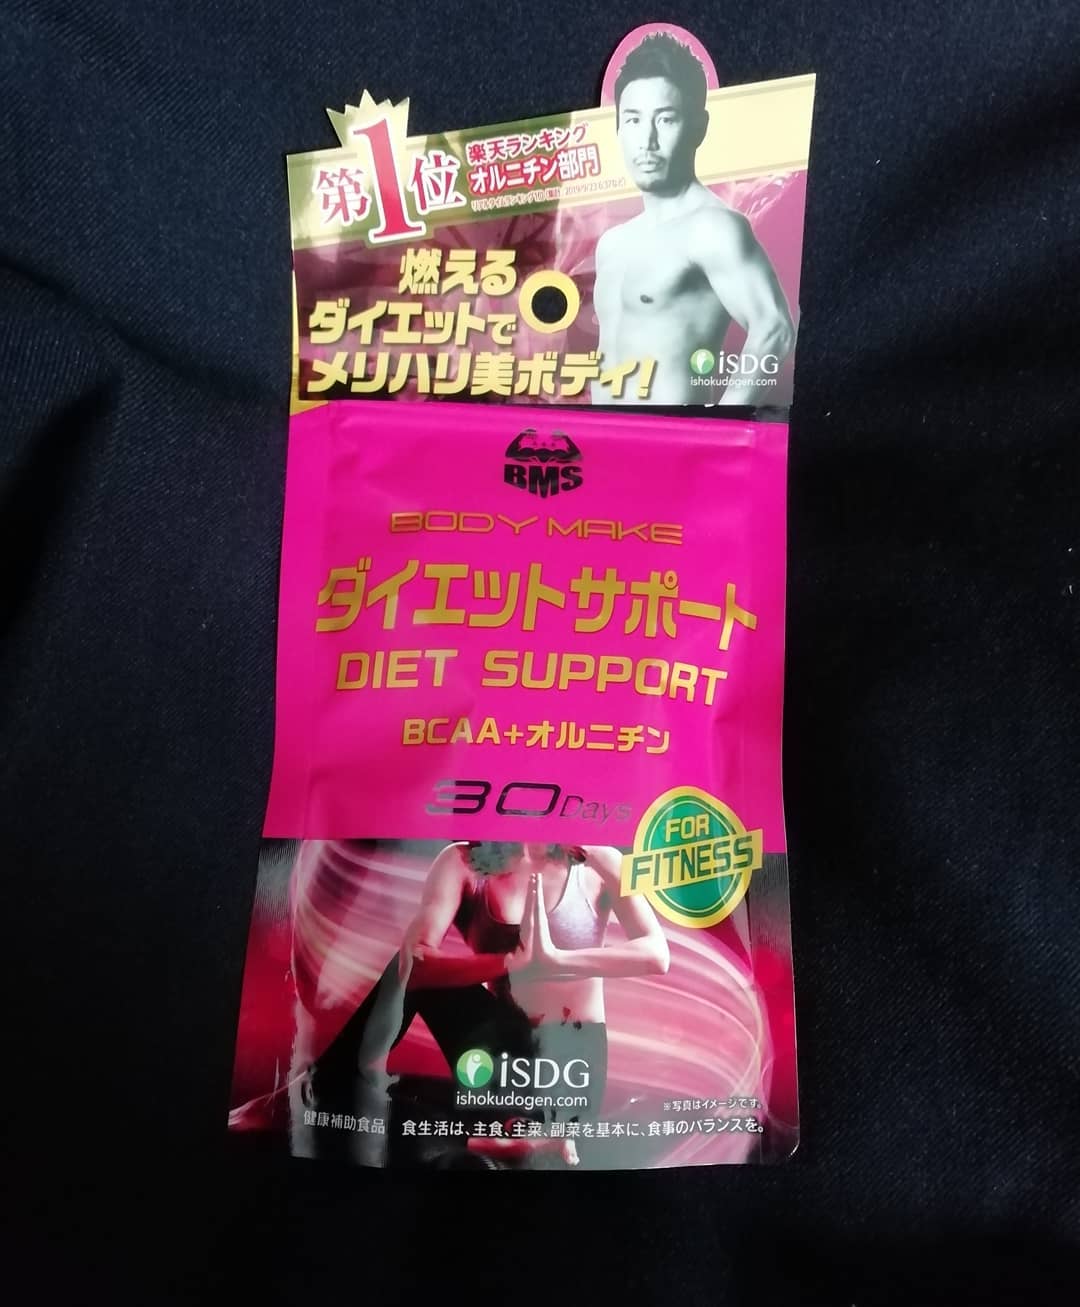 第1位
楽天ランキング
オルニチン部門
燃える
ダイエットで
メリハリ美ボディ!
iSDG
ishokudogen.com
BMS
BODY MAKE
ダイエットサポート
DIET SUPPORT
BCAA+オルニチン
30 Days
FOR
FITNESS
iSDG
ishokudogen.com
※写真はイメージです。
健康補助食品 食生活は、主食、主菜、副菜を基本に、食事のバランスを。